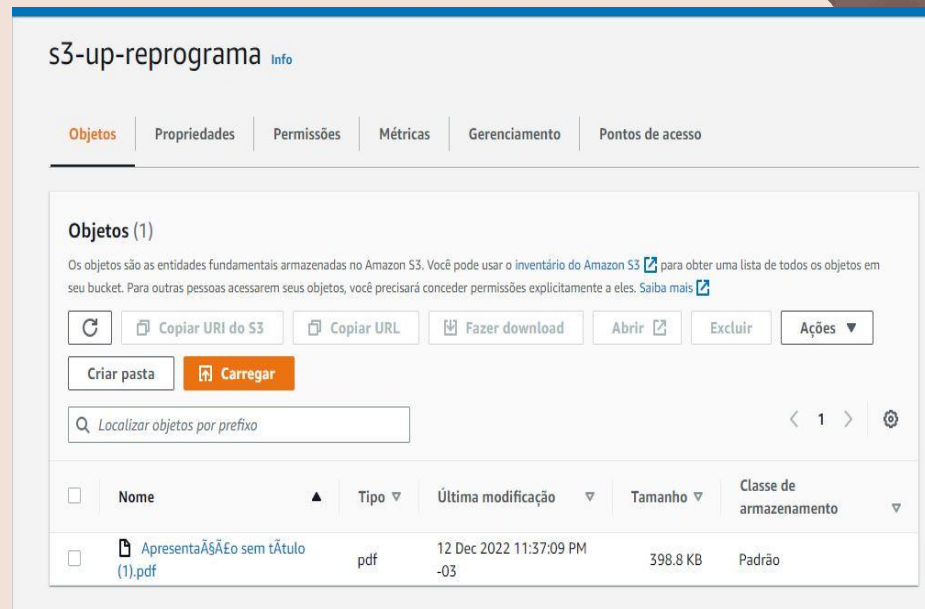 s3-up-reprograma Info
Objetos Propriedades Permissões Métricas Gerenciamento Pontos de acesso
Objetos (1)
Os objetos são as entidades fundamentais armazenadas no Amazon S3. Você pode usar o inventário do Amazon S3 para obter uma lista de todos os objetos em
seu bucket. Para outras pessoas acessarem seus objetos, você precisará conceder permissões explicitamente a eles. Saiba mais
Copiar URI do S3 Copiar URL Fazer download Abrir Excluir Ações
Criar pasta Carregar
Localizar objetos por prefixo 1
Nome Tipo Última modificação Tamanho Classe de
armazenamento
ApresentaÃ§Ã£o sem tÃtulo 12 Dec 2022 11:37:09 PM
(1).pdf pdf -03 398.8 KB Padrão